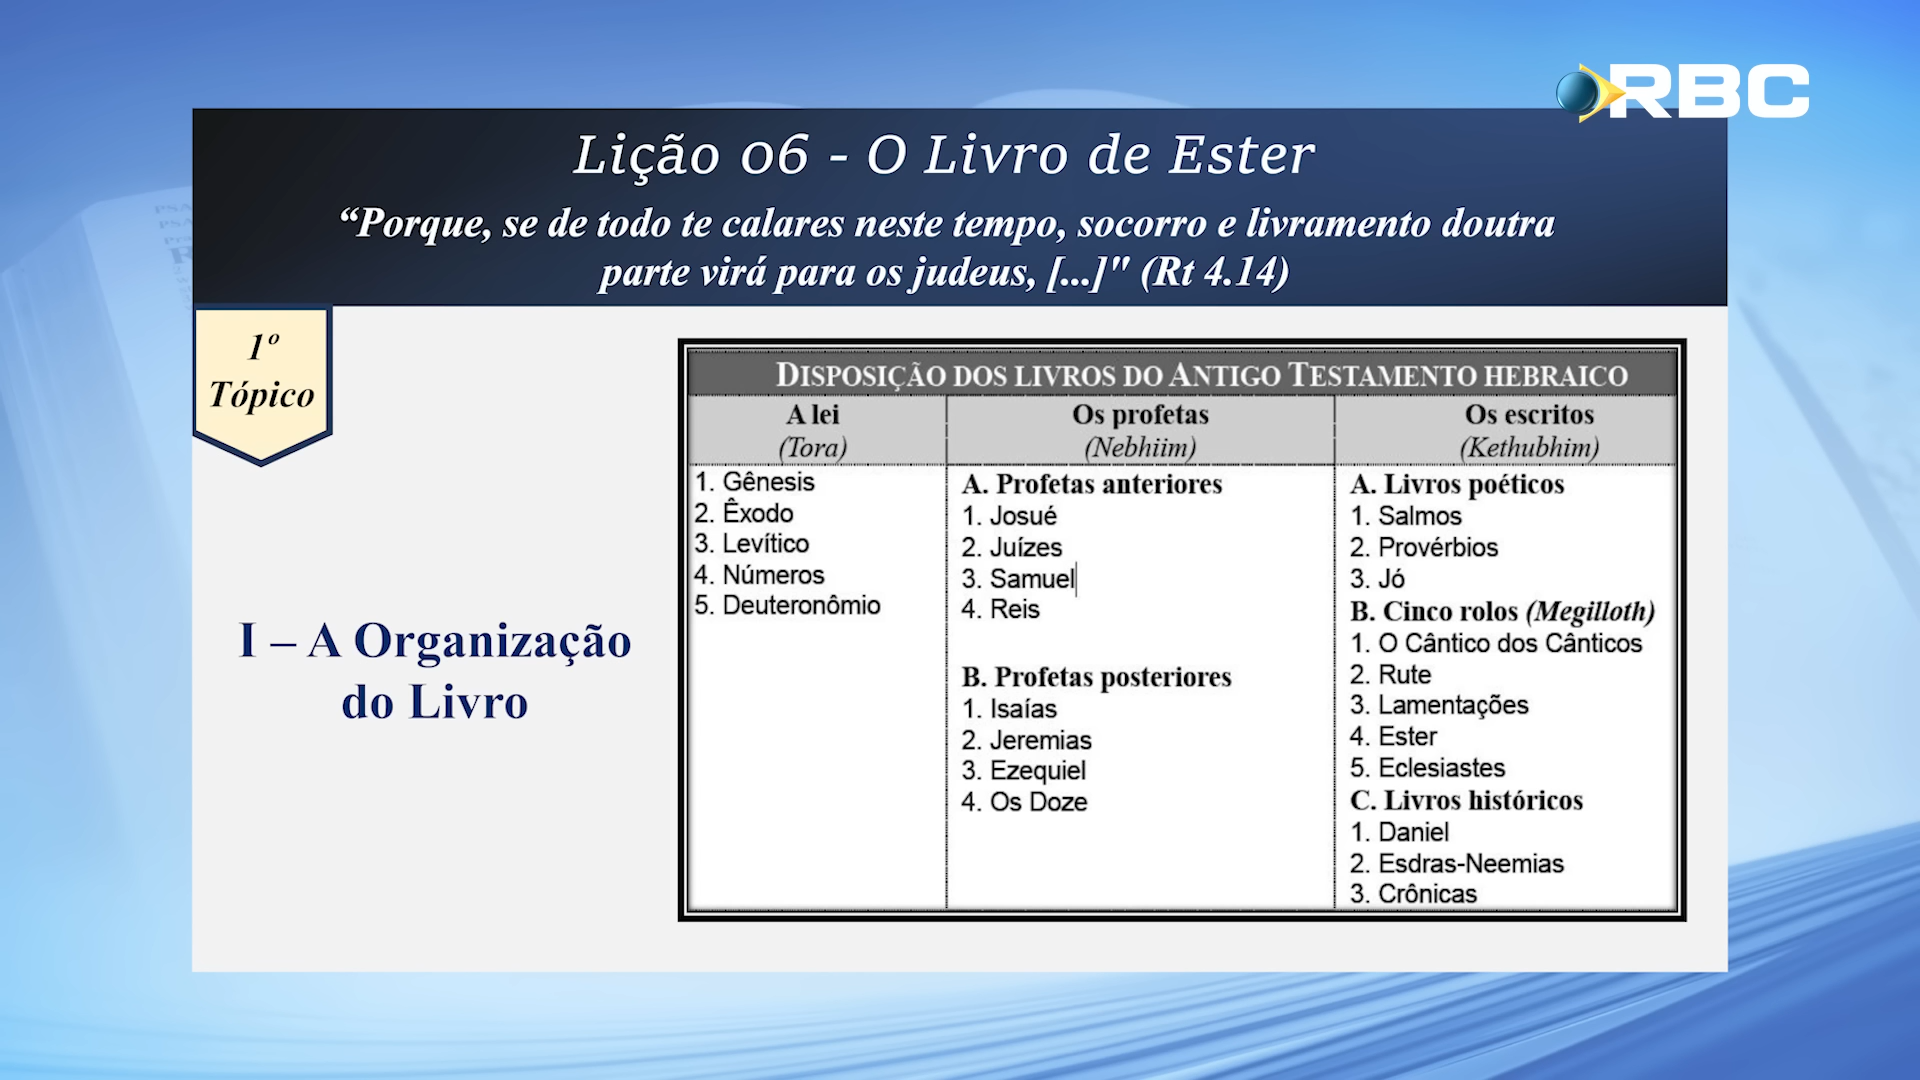 RBC
Lição 06 - O Livro de Ester
“Porque, se de todo te calares neste tempo, socorro e livramento doutra
parte virá para os judeus, [...]" (Rt 4.14)
1º
Tópico
I – A Organização
do Livro
DISPOSIÇÃO DOS LIVROS DO ANTIGO TESTAMENTO HEBRAICO
A lei
(Tora)
1. Gênesis
2. Êxodo
3. Levítico
4. Números
5. Deuteronômio
Os profetas
(Nebhiim)
A. Profetas anteriores
1. Josué
2. Juízes
3. Samuel
4. Reis
B. Profetas posteriores
1. Isaías
2. Jeremias
3. Ezequiel
4. Os Doze
Os escritos
(Kethubhim)
A. Livros poéticos
1. Salmos
2. Provérbios
3. Jó
B. Cinco rolos (Megilloth)
1. O Cântico dos Cânticos
2. Rute
3. Lamentações
4. Ester
5. Eclesiastes
C. Livros históricos
1. Daniel
2. Esdras-Neemias
3. Crônicas